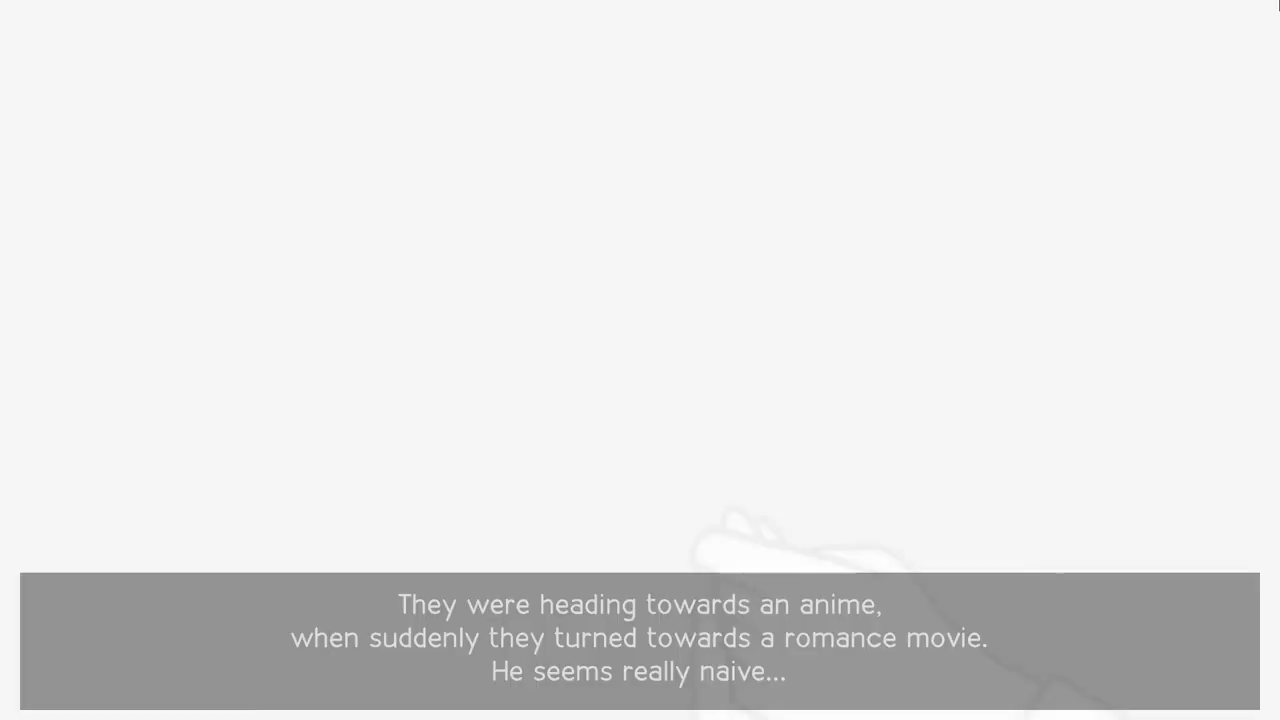 They were heading towards an anime,
when suddenly they turned towards a romance movie.
He seems really naive...